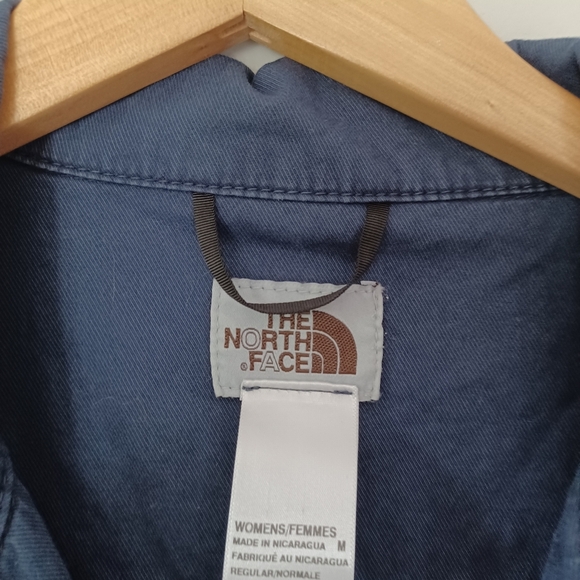 THE
NORTH
®FACE
WOMENS/FEMMES
MADE IN NICARAGUA M
FABRIQUÉ AU NICARAGUA
REGULAR/NORMALE